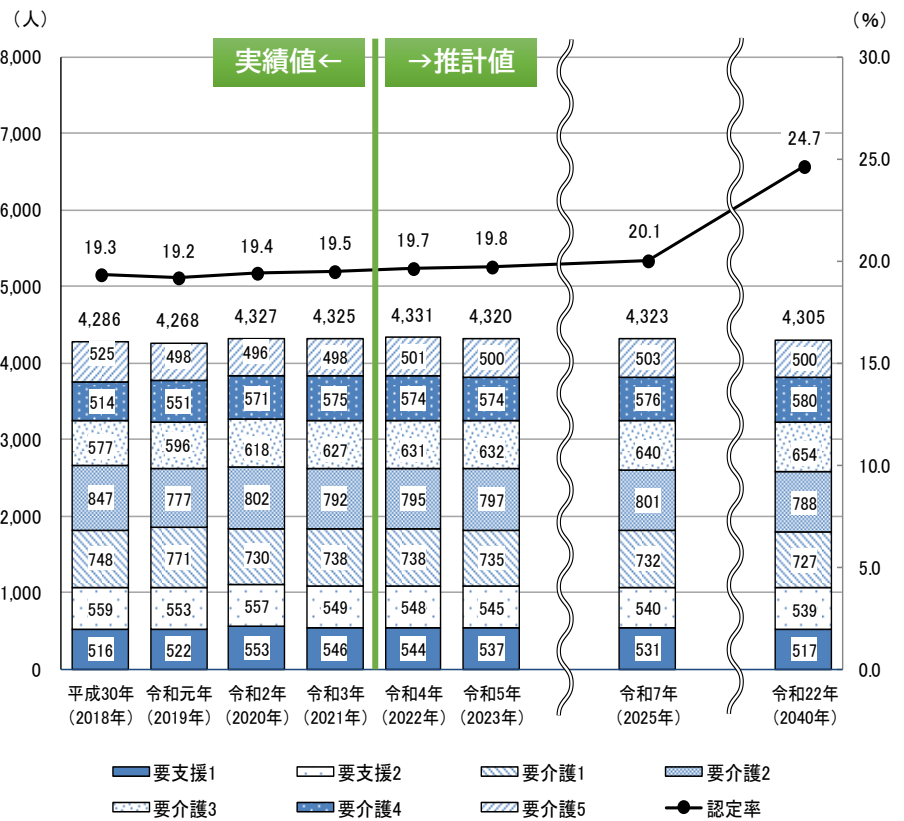 (人)
(%)
実績値←
→推計値
8,000
7,000
6,000
5,000
4,000
3,000
2,000
1,000
0
30.0
25.0
20.0
15.0
10.0
5.0
0.0
19.3 19.2 19.4 19.5 19.7 19.8 20.1 24.7
4,286 4,268 4,327 4,325 4,331 4,320 4,323 4,305
525 498 496 498 501 500 503 500
514 551 571 575 574 574 576 580
577 596 618 627 631 632 640 654
847 777 802 792 795 797 801 788
748 771 730 738 738 735 732 727
559 553 557 549 548 545 540 539
516 522 553 546 544 537 531 517
平成30年 令和元年 令和2年 令和3年 令和4年 令和5年 令和7年 令和22年
(2018年) (2019年) (2020年) (2021年) (2022年) (2023年) (2025年) (2040年)
要支援1 要支援2 要介護1 要介護2
要介護3 要介護4 要介護5 認定率